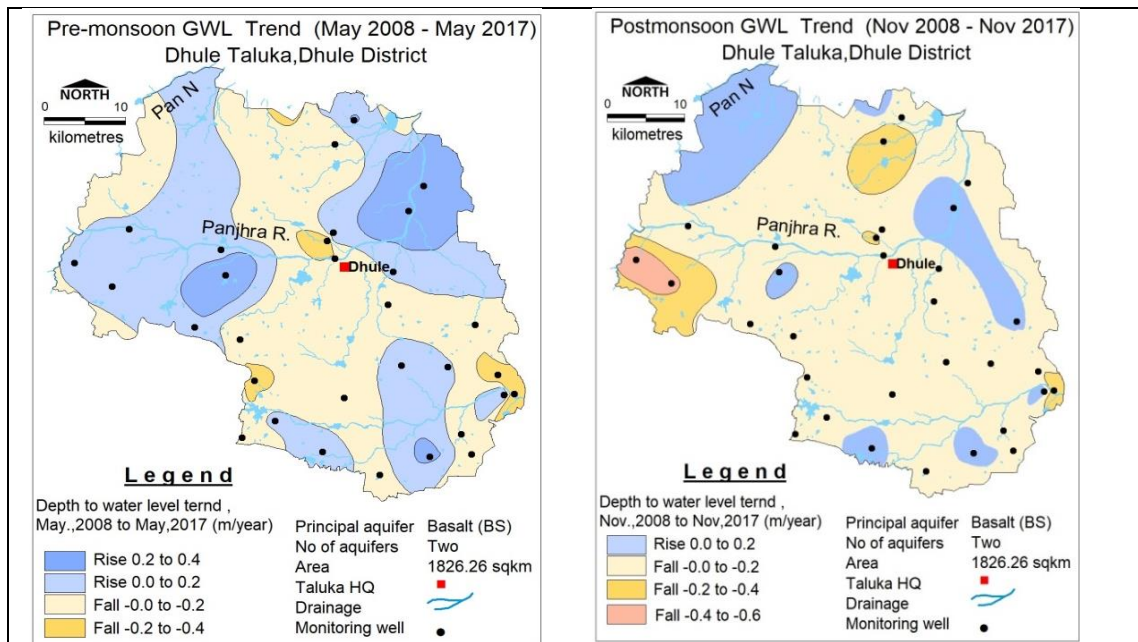 Pre-monsoon GWL Trend (May 2008 - May 2017)
Dhule Taluka,Dhule District
NORTH
0 10
kilometres
Pan N
Panjhra R.
Dhule
Legend
Depth to water level ternd ,
May.,2008 to May,2017 (m/year)
Rise 0.2 to 0.4
Rise 0.0 to 0.2
Fall -0.0 to -0.2
Fall -0.2 to -0.4
Principal aquifer Basalt (BS)
No of aquifers Two
Area 1826.26 sqkm
Taluka HQ
Drainage
Monitoring well
Postmonsoon GWL Trend (Nov 2008 - Nov 2017)
Dhule Taluka,Dhule District
NORTH
0 10
kilometres
Pan N
Panjhra R.
Dhule
Legend
Depth to water level ternd ,
Nov.,2008 to Nov,2017 (m/year)
Rise 0.0 to 0.2
Fall -0.0 to -0.2
Fall -0.2 to -0.4
Fall -0.4 to -0.6
Principal aquifer Basalt (BS)
No of aquifers Two
Area 1826.26 sqkm
Taluka HQ
Drainage
Monitoring well